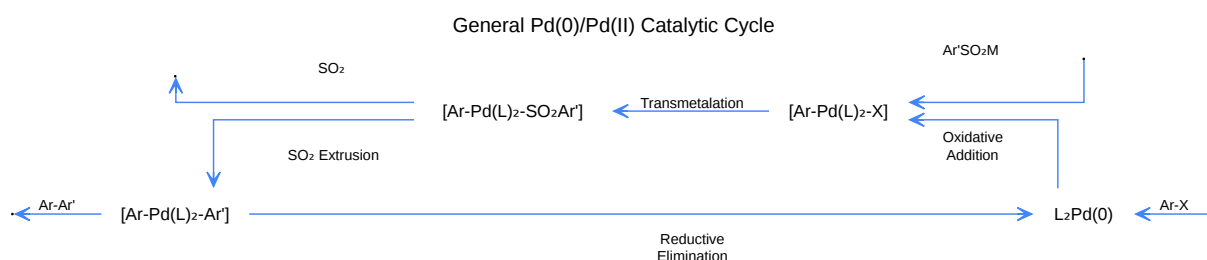 General Pd(0)/Pd(II) Catalytic Cycle
Ar'SO₂M
SO₂
[Ar-Pd(L)₂-SO₂Ar']
Transmetalation
[Ar-Pd(L)₂-X]
Oxidative
Addition
SO₂ Extrusion
Ar-Ar'
[Ar-Pd(L)₂-Ar']
L₂Pd(0)
Ar-X
Reductive
Elimination